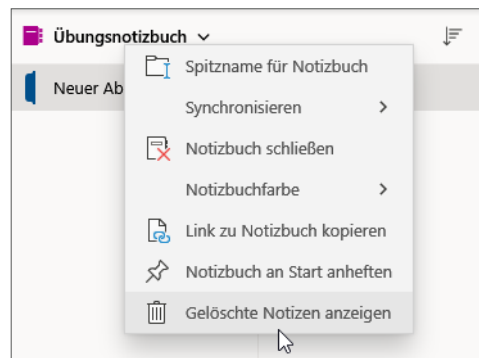 Übungsnotizbuch
Spitzname für Notizbuch
Neuer Ab
Synchronisieren
Notizbuch schließen
Notizbuchfarbe
Link zu Notizbuch kopieren
Notizbuch an Start anheften
Gelöschte Notizen anzeigen